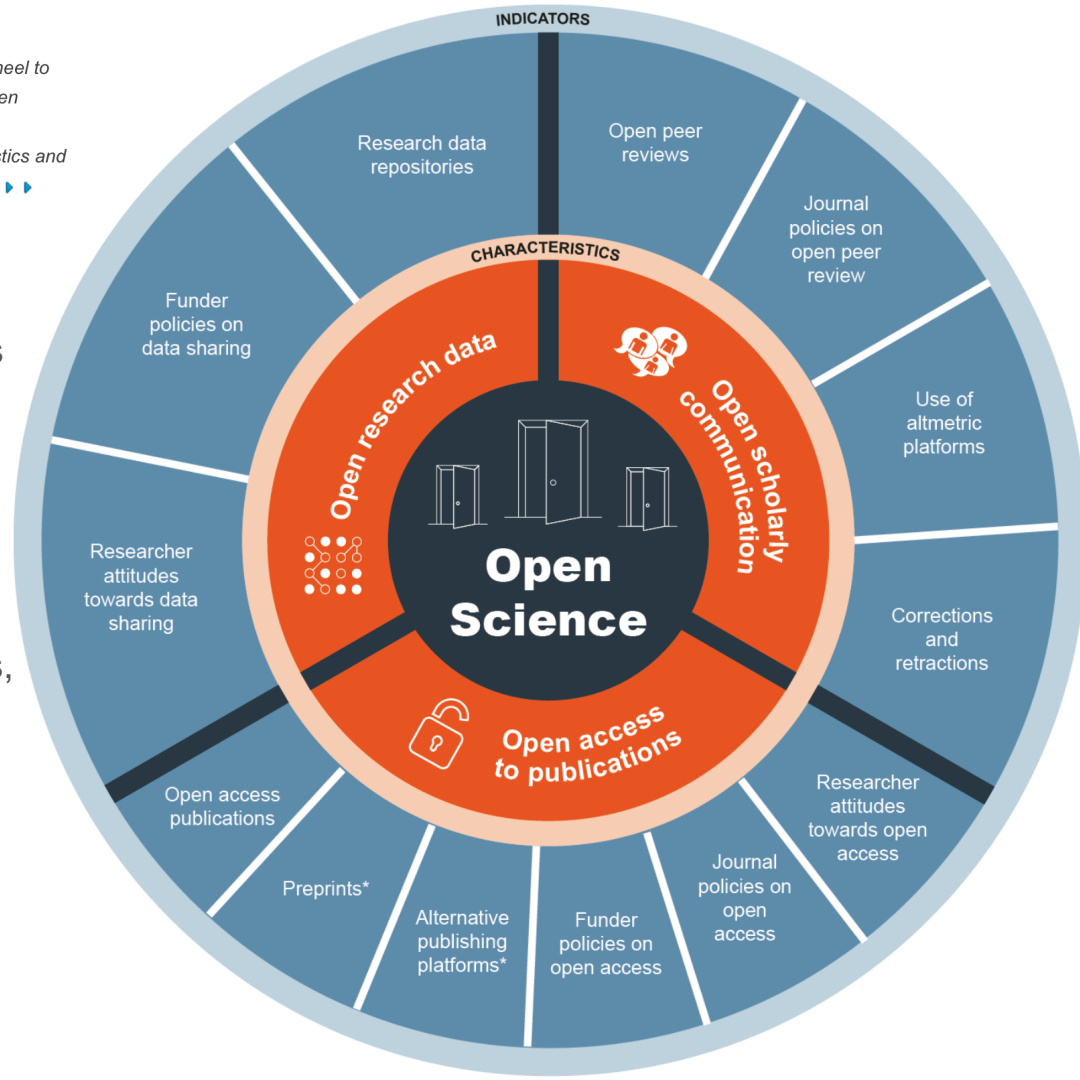 INDICATORS
en
tics and
Research data
repositories
Open peer
reviews
Journal
policies on
open peer
review
Use of
altmetric
platforms
Corrections
and
retractions
Researcher
attitudes
towards open
access
Journal
policies on
open
access
Funder
policies on
open access
Alternative
publishing
platforms*
Preprints*
Open access
publications
Researcher
attitudes
towards data
sharing
Funder
policies on
data sharing
CHARACTERISTICS
Open research data
Open scholarly
communication
Open access
to publications
Open
Science